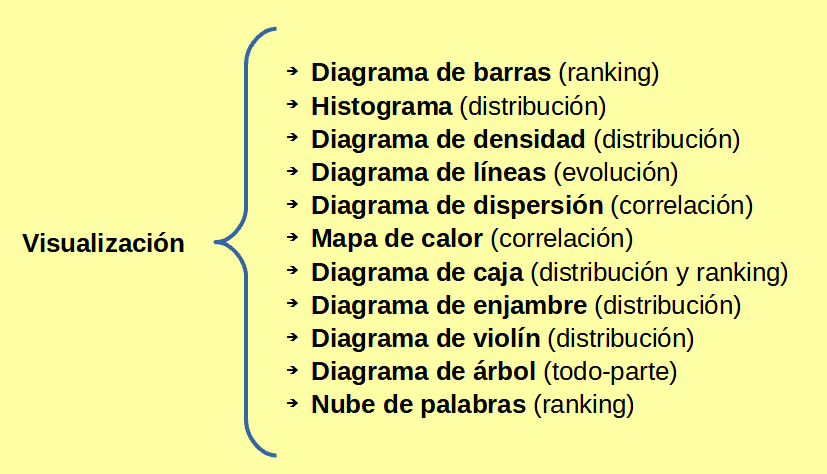 Visualización
➔ Diagrama de barras (ranking)
➔ Histograma (distribución)
➔ Diagrama de densidad (distribución)
➔ Diagrama de líneas (evolución)
➔ Diagrama de dispersión (correlación)
➔ Mapa de calor (correlación)
➔ Diagrama de caja (distribución y ranking)
➔ Diagrama de enjambre (distribución)
➔ Diagrama de violín (distribución)
➔ Diagrama de árbol (todo-parte)
➔ Nube de palabras (ranking)